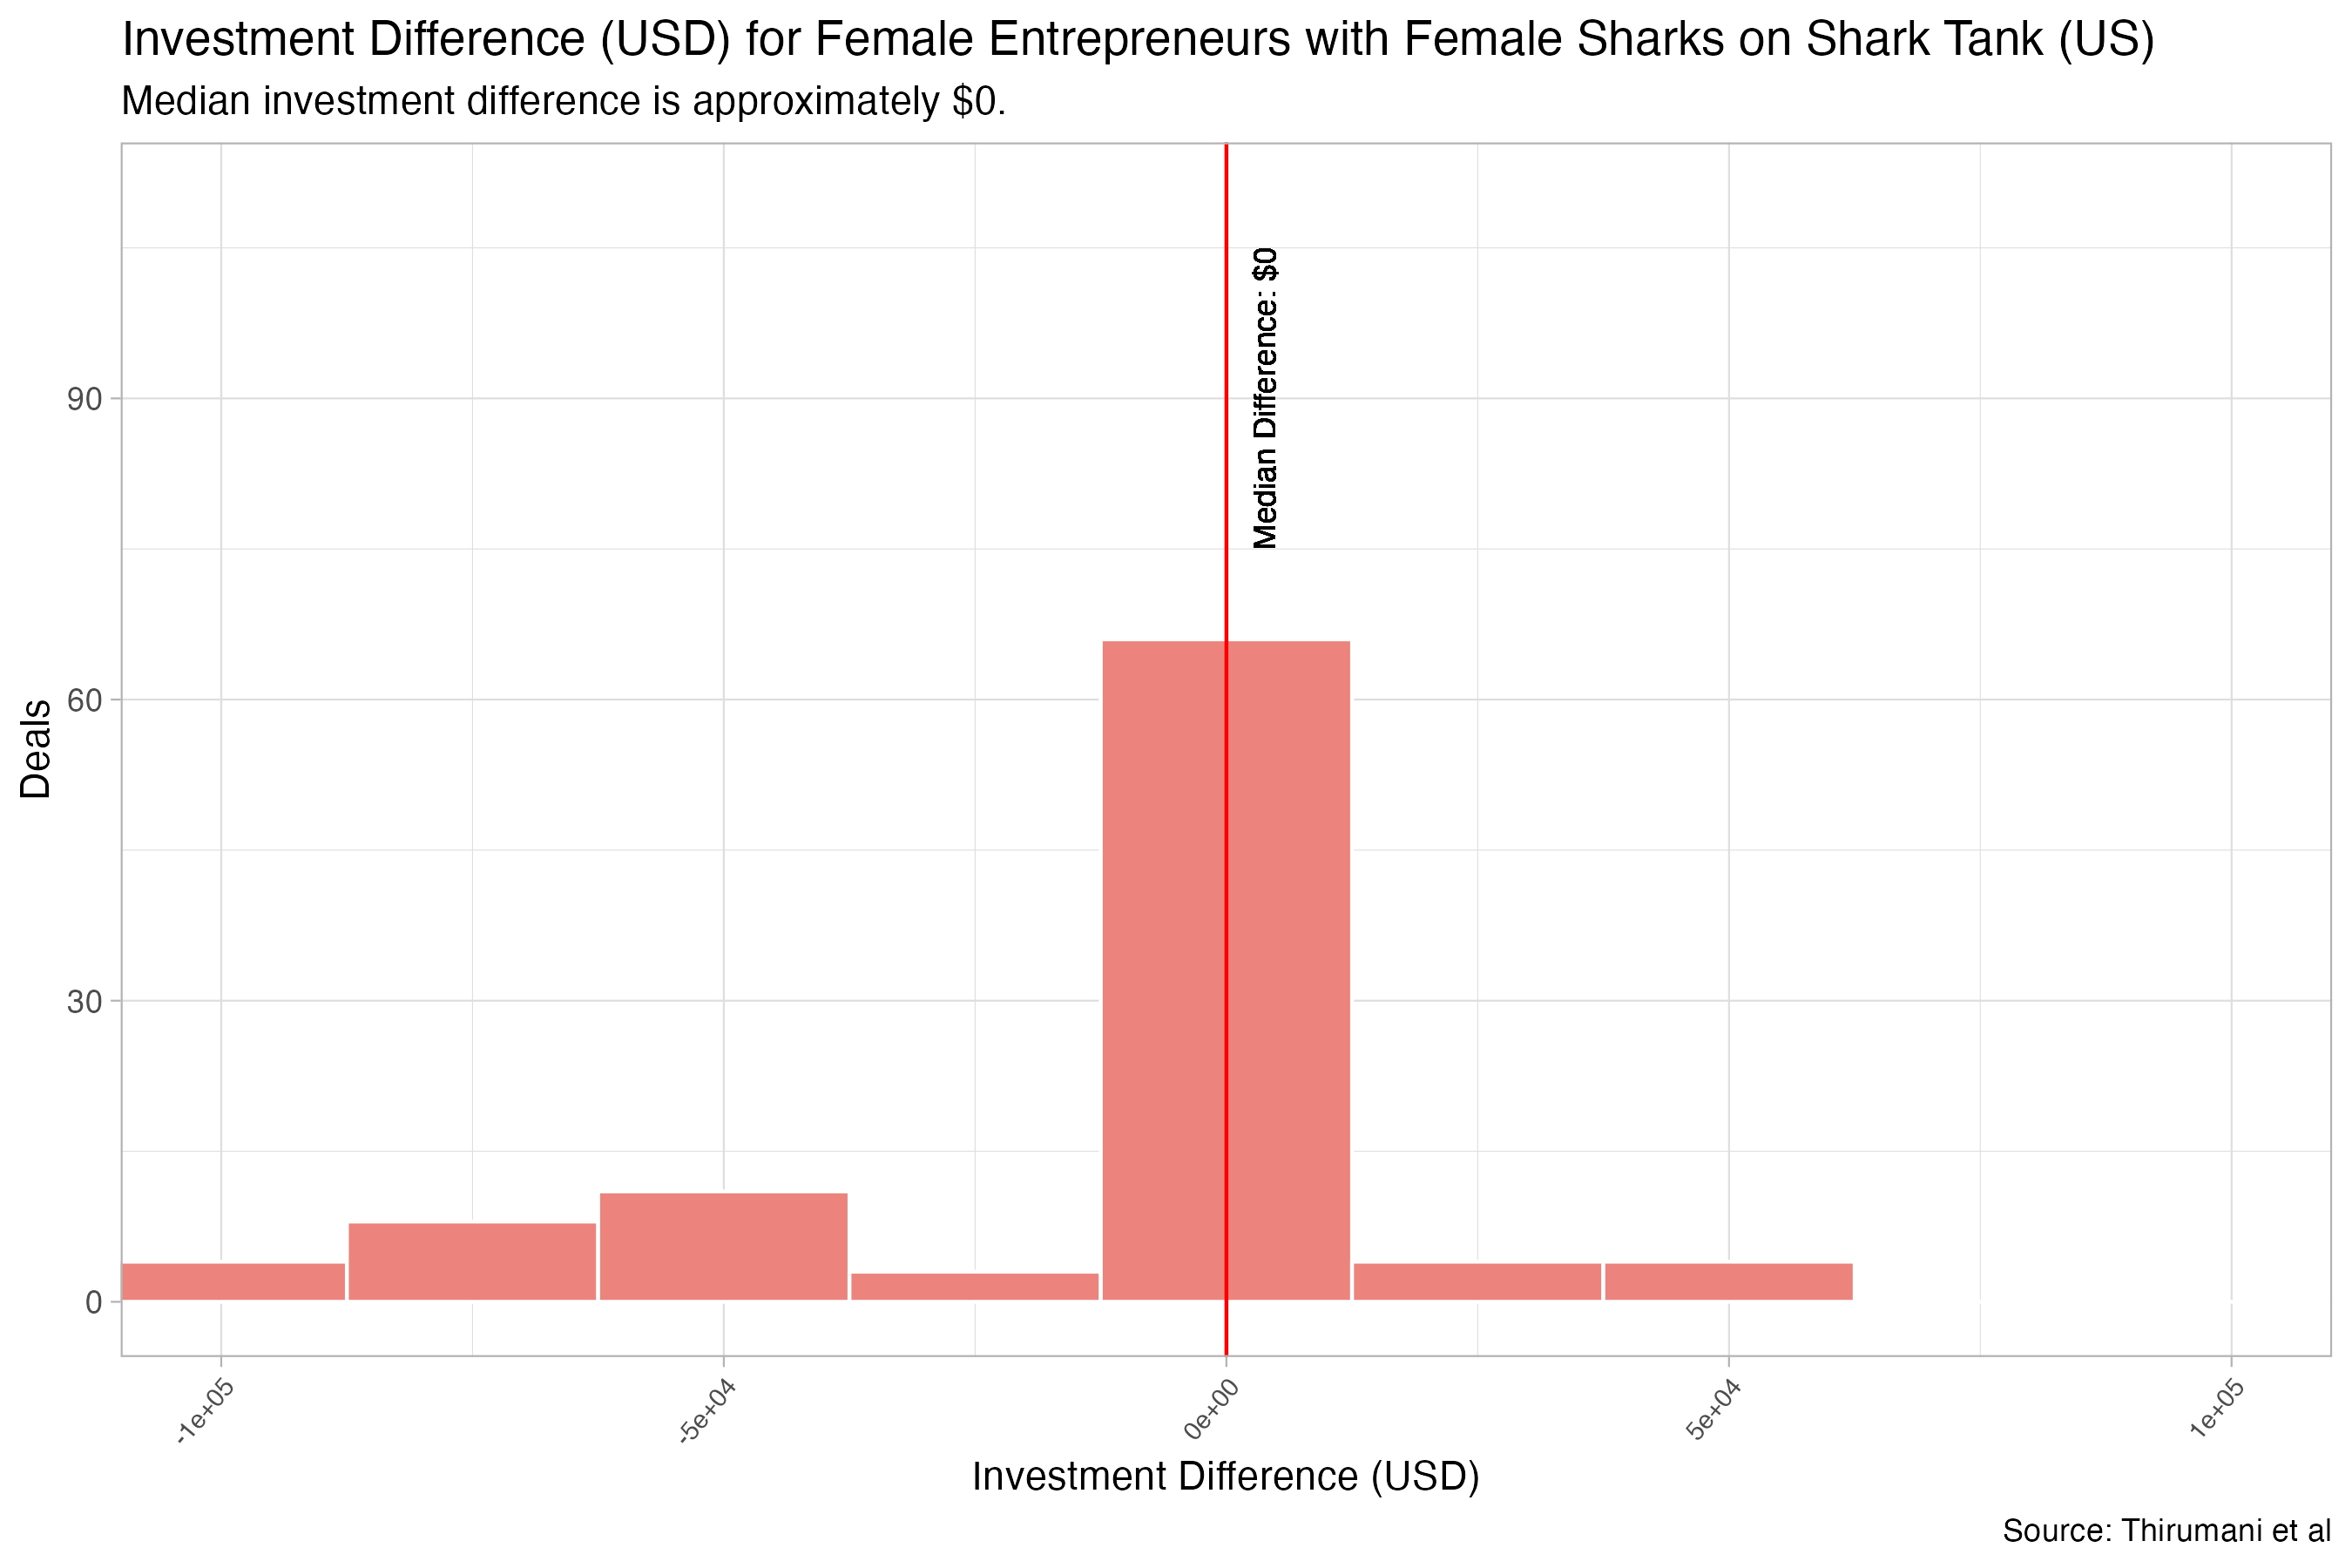 Investment Difference (USD) for Female Entrepreneurs with Female Sharks on Shark Tank (US)
Median investment difference is approximately $0.
Median Difference: $0
Deals
90
60
30
0
-1e+05
-5e+04
0e+00
5e+04
1e+05
Investment Difference (USD)
Source: Thirumani et al